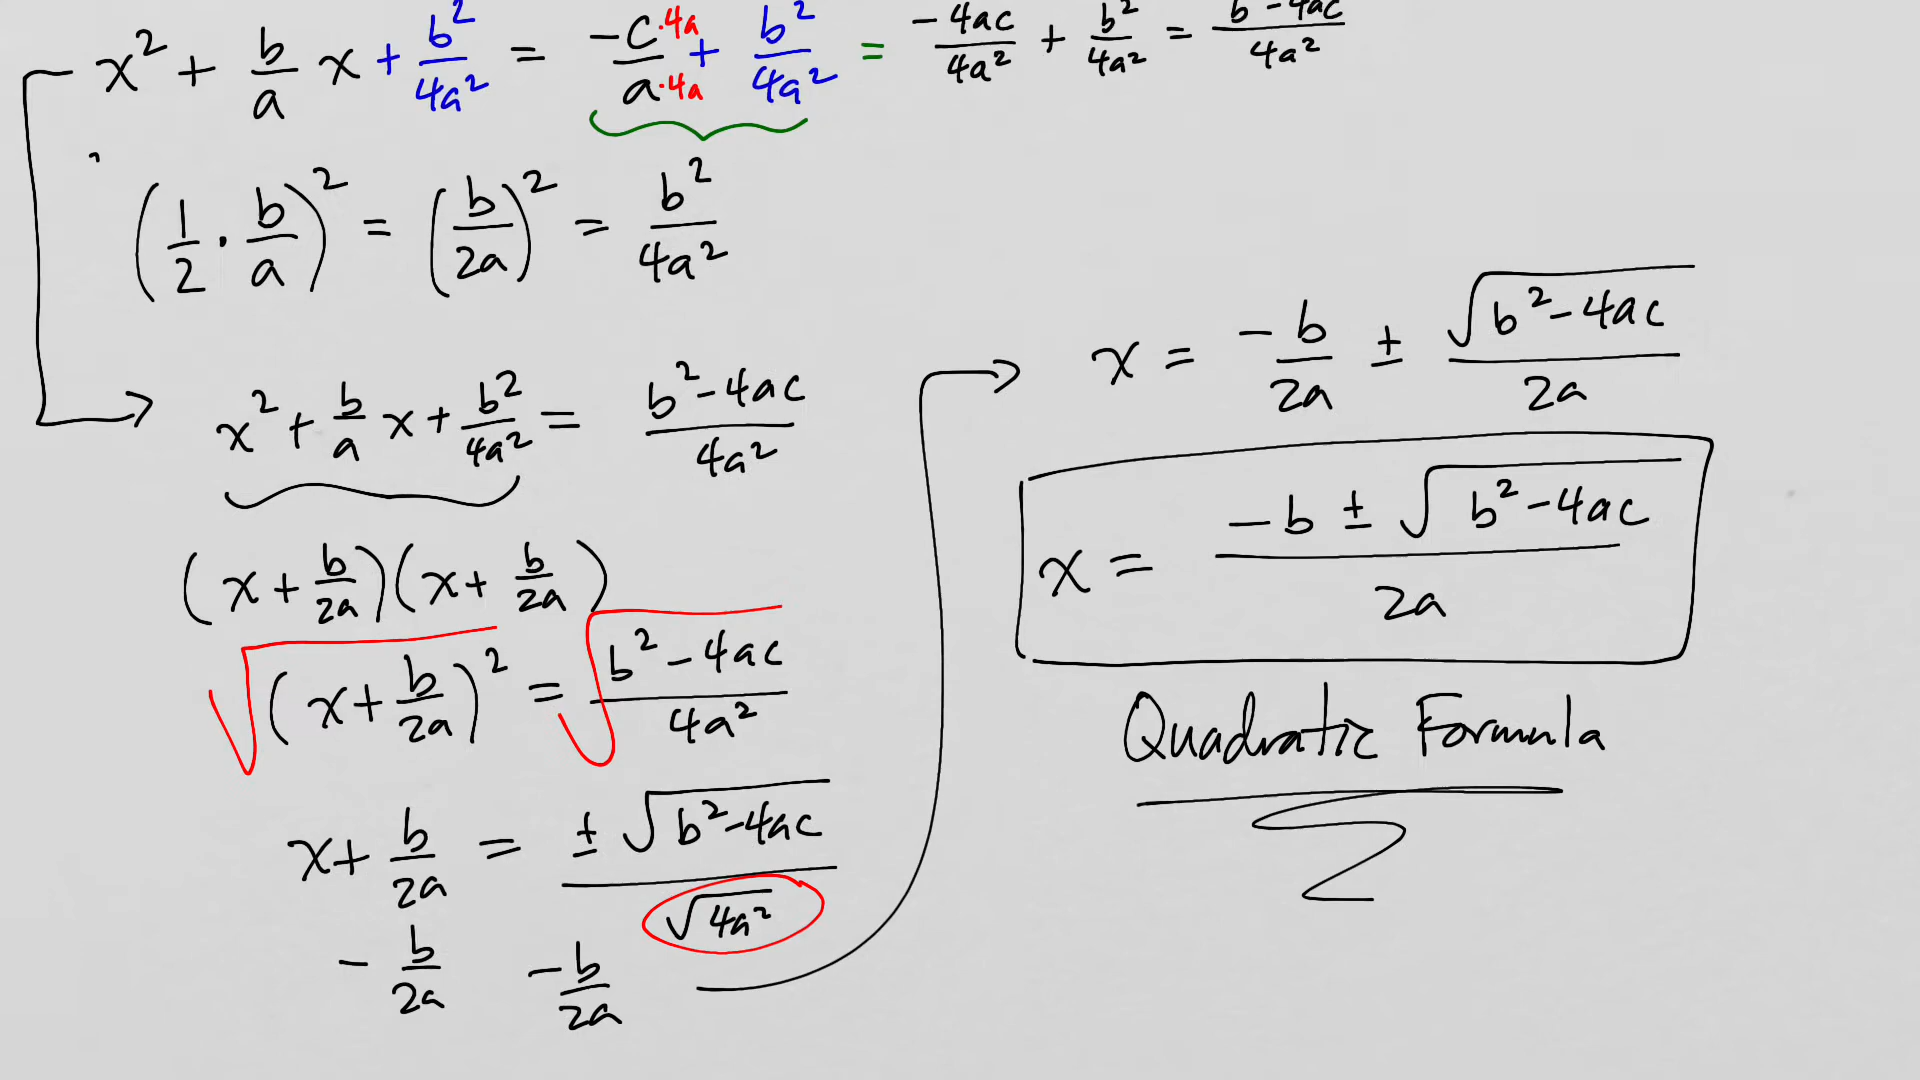 x² + b/a x + b²/4a² = -c·4a/a·4a + b²/4a² = -4ac/4a² + b²/4a² = b²-4ac/4a²
(1/2 · b/a)² = (b/2a)² = b²/4a²
x² + b/a x + b²/4a² = b²-4ac/4a²
(x + b/2a)(x + b/2a)
√(x + b/2a)² = √b²-4ac/4a²
x + b/2a = ±√b²-4ac/√4a²
- b/2a -b/2a
x = -b/2a ± √b²-4ac/2a
x = -b ± √b²-4ac/2a
Quadratic Formula